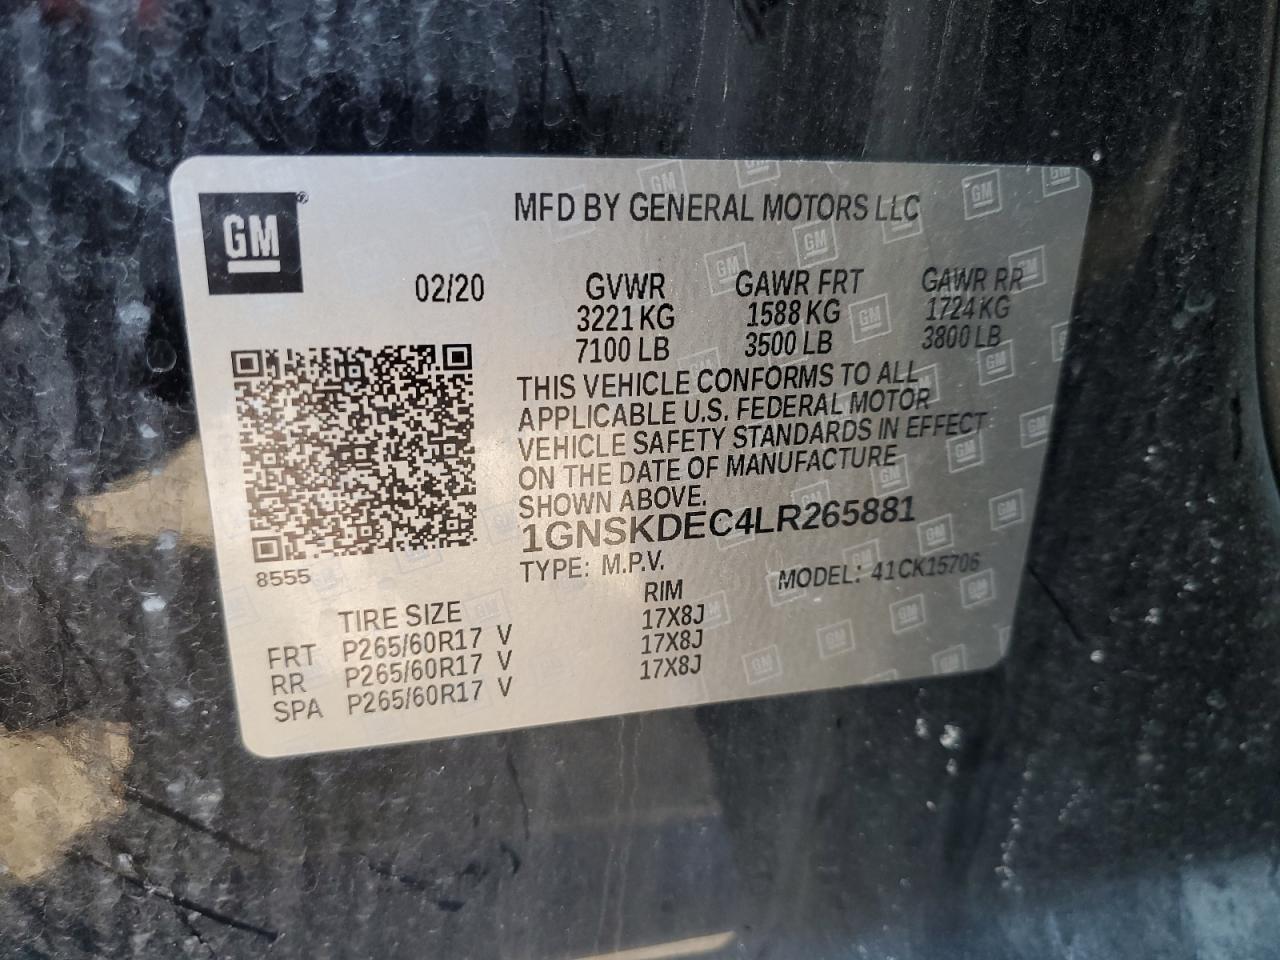 GM®
MFD BY GENERAL MOTORS LLC
02/20 GVWR GAWR FRT GAWR RR
3221 KG 1588 KG 1724 KG
7100 LB 3500 LB 3800 LB
THIS VEHICLE CONFORMS TO ALL
APPLICABLE U.S. FEDERAL MOTOR
VEHICLE SAFETY STANDARDS IN EFFECT
ON THE DATE OF MANUFACTURE
SHOWN ABOVE.
1GNSKDEC4LR265881
8555
TYPE: M.P.V. MODEL: 41CK15706
TIRE SIZE RIM
FRT P265/60R17 V 17X8J
RR P265/60R17 V 17X8J
SPA P265/60R17 V 17X8J